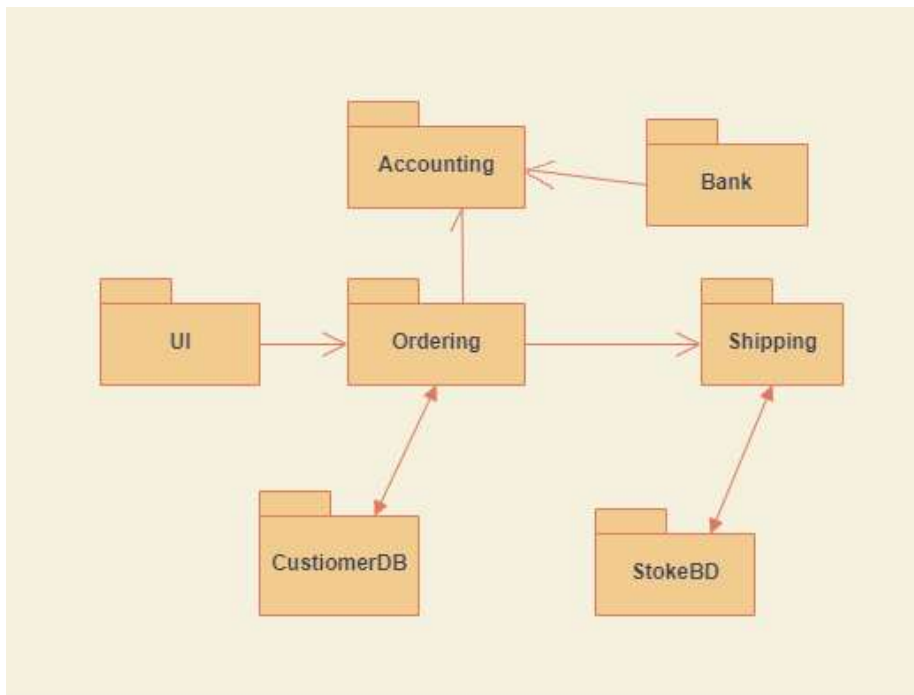 Accounting
Bank
UI
Ordering
Shipping
CustiomerDB
StokeBD